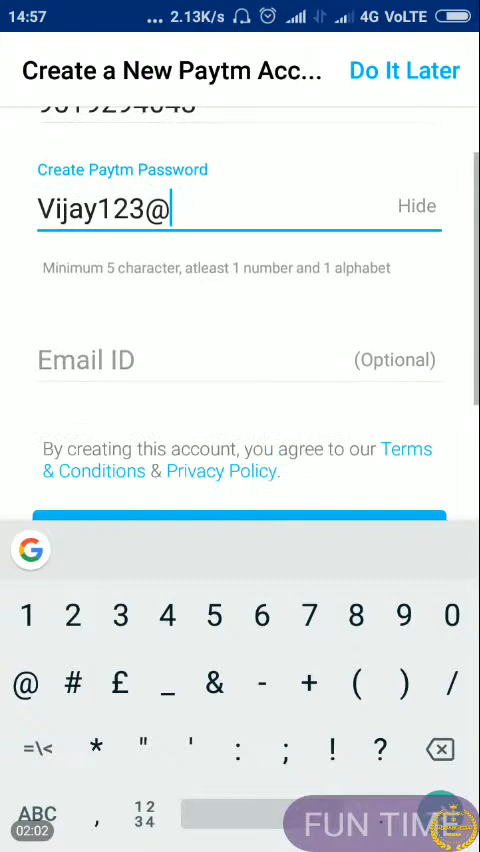 14:57 ... 2.13K/s 4G VoLTE
Create a New Paytm Acc... Do It Later
Create Paytm Password
Vijay123@ Hide
Minimum 5 character, atleast 1 number and 1 alphabet
Email ID (Optional)
By creating this account, you agree to our Terms
& Conditions & Privacy Policy.
G
1 2 3 4 5 6 7 8 9 0
@ # £ _ & - + ( ) /
=\< * " ' : ; ! ?
ABC , 12 34
02:02
FUN TIME